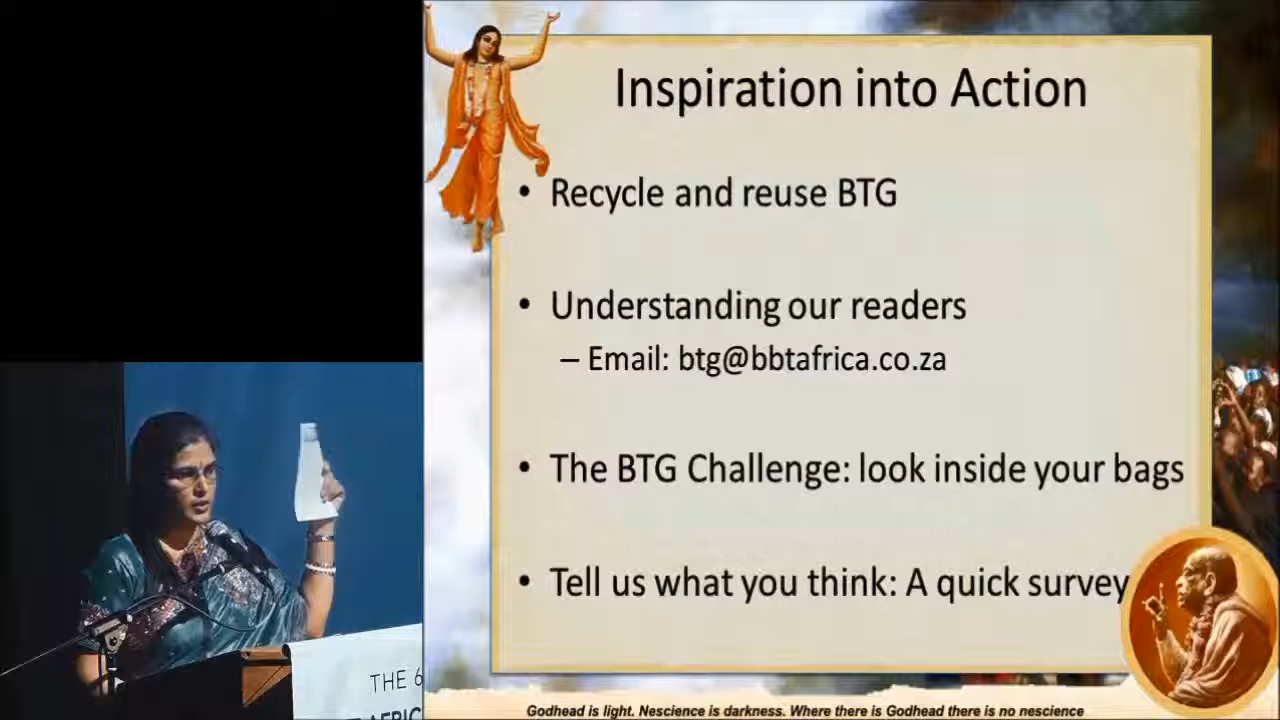 Inspiration into Action
• Recycle and reuse BTG
• Understanding our readers
– Email: btg@bbtafrica.co.za
• The BTG Challenge: look inside your bags
• Tell us what you think: A quick survey
THE 6
AFRIC
Godhead is light. Nescience is darkness. Where there is Godhead there is no nescience